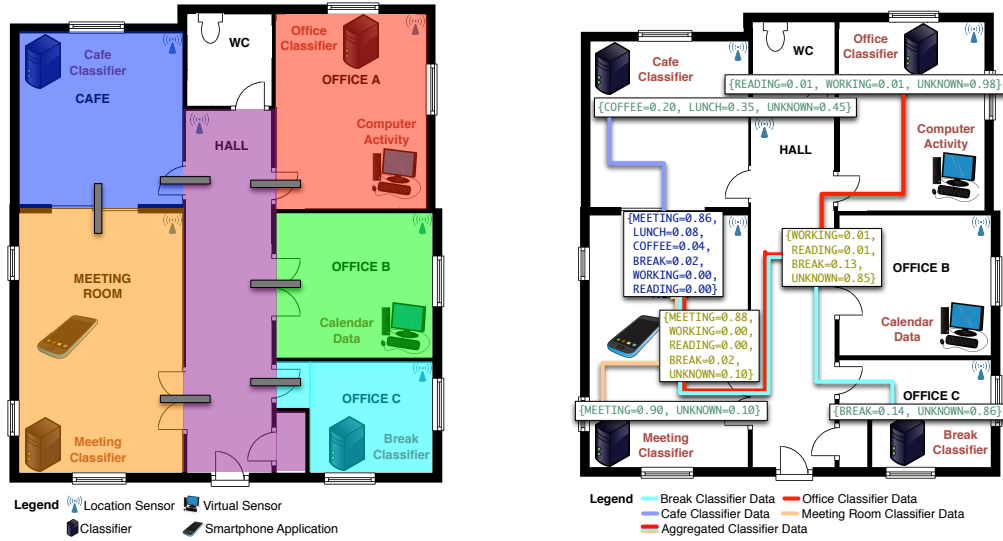 WC
Office
Classifier
OFFICE A
Cafe
Classifier
CAFE
HALL
Computer
Activity
MEETING
ROOM
OFFICE B
Calendar
Data
OFFICE C
Meeting
Classifier
Break
Classifier
Legend
Location Sensor
Virtual Sensor
Classifier
Smartphone Application
WC
Office
Classifier
Cafe
Classifier
{READING=0.01, WORKING=0.01, UNKNOWN=0.98}
{COFFEE=0.20, LUNCH=0.35, UNKNOWN=0.45}
HALL
Computer
Activity
{MEETING=0.86,
LUNCH=0.08,
COFFEE=0.04,
BREAK=0.02,
WORKING=0.00,
READING=0.00}
{WORKING=0.01,
READING=0.01,
BREAK=0.13,
UNKNOWN=0.85}
OFFICE B
{MEETING=0.88,
WORKING=0.00,
READING=0.00,
BREAK=0.02,
UNKNOWN=0.10}
Calendar
Data
OFFICE C
{MEETING=0.90, UNKNOWN=0.10}
{BREAK=0.14, UNKNOWN=0.86}
Meeting
Classifier
Break
Classifier
Legend
Break Classifier Data
Office Classifier Data
Cafe Classifier Data
Meeting Room Classifier Data
Aggregated Classifier Data